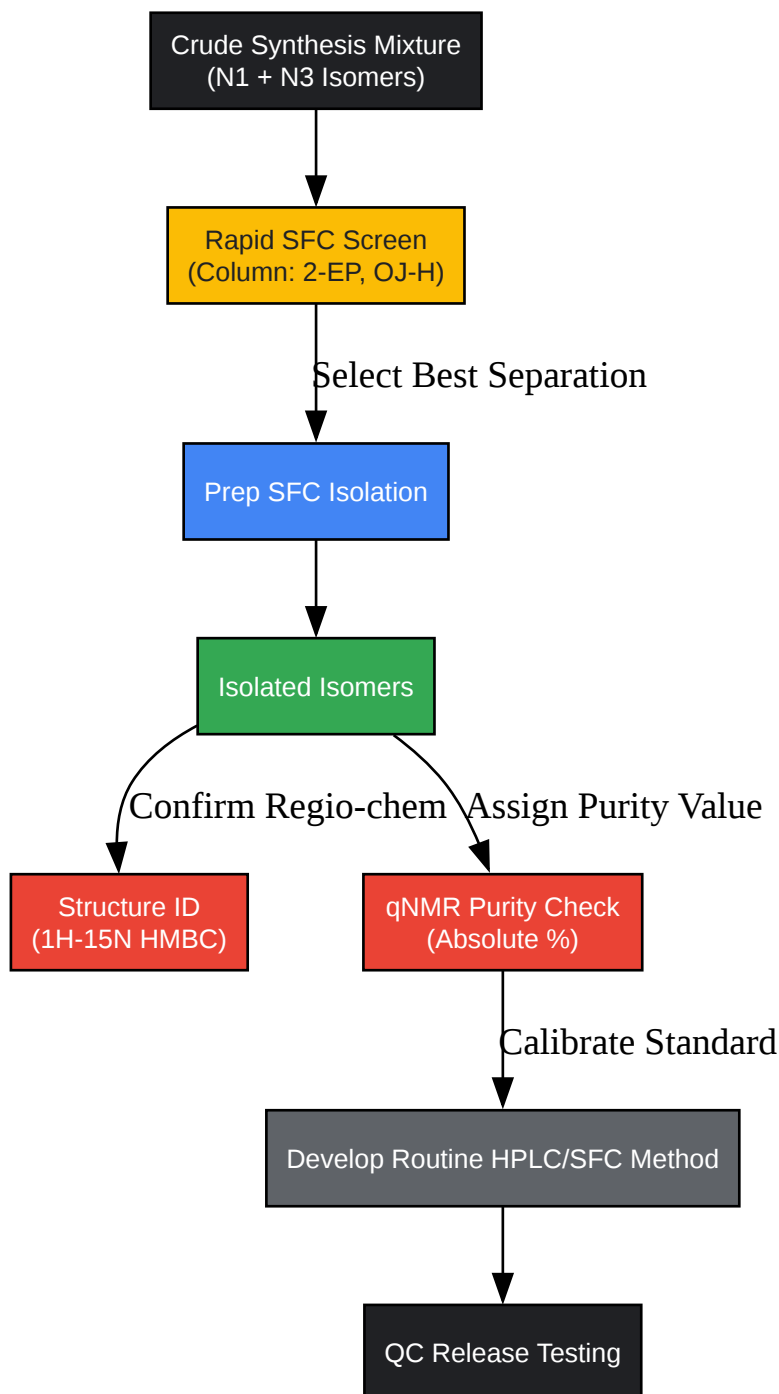 Crude Synthesis Mixture
(N1 + N3 Isomers)
Rapid SFC Screen
(Column: 2-EP, OJ-H)
Select Best Separation
Prep SFC Isolation
Isolated Isomers
Confirm Regio-chem
Assign Purity Value
Structure ID
(1H-15N HMBC)
qNMR Purity Check
(Absolute %)
Calibrate Standard
Develop Routine HPLC/SFC Method
QC Release Testing